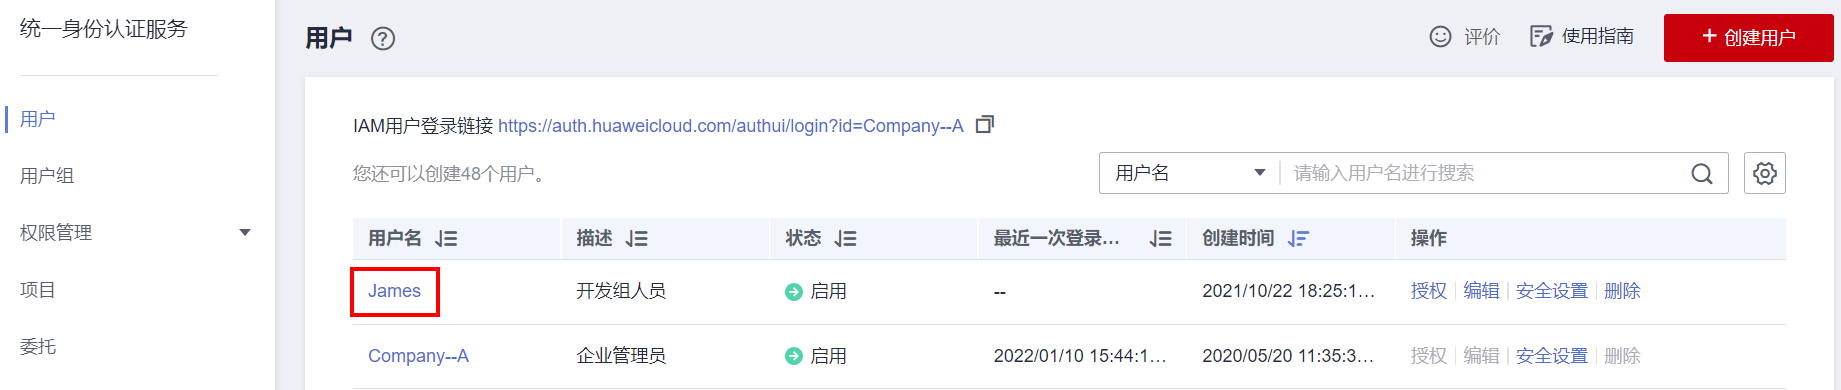 统一身份认证服务
用户
用户组
权限管理
项目
委托
用户
评价
使用指南
+ 创建用户
IAM用户登录链接 https://auth.huaweicloud.com/authui/login?id=Company--A
您还可以创建48个用户。
用户名 请输入用户名进行搜索
用户名 描述 状态 最近一次登录... 创建时间 操作
James 开发组人员 启用 -- 2021/10/22 18:25:1... 授权 编辑 安全设置 删除
Company--A 企业管理员 启用 2022/01/10 15:44:1... 2020/05/20 11:35:3... 授权 编辑 安全设置 删除